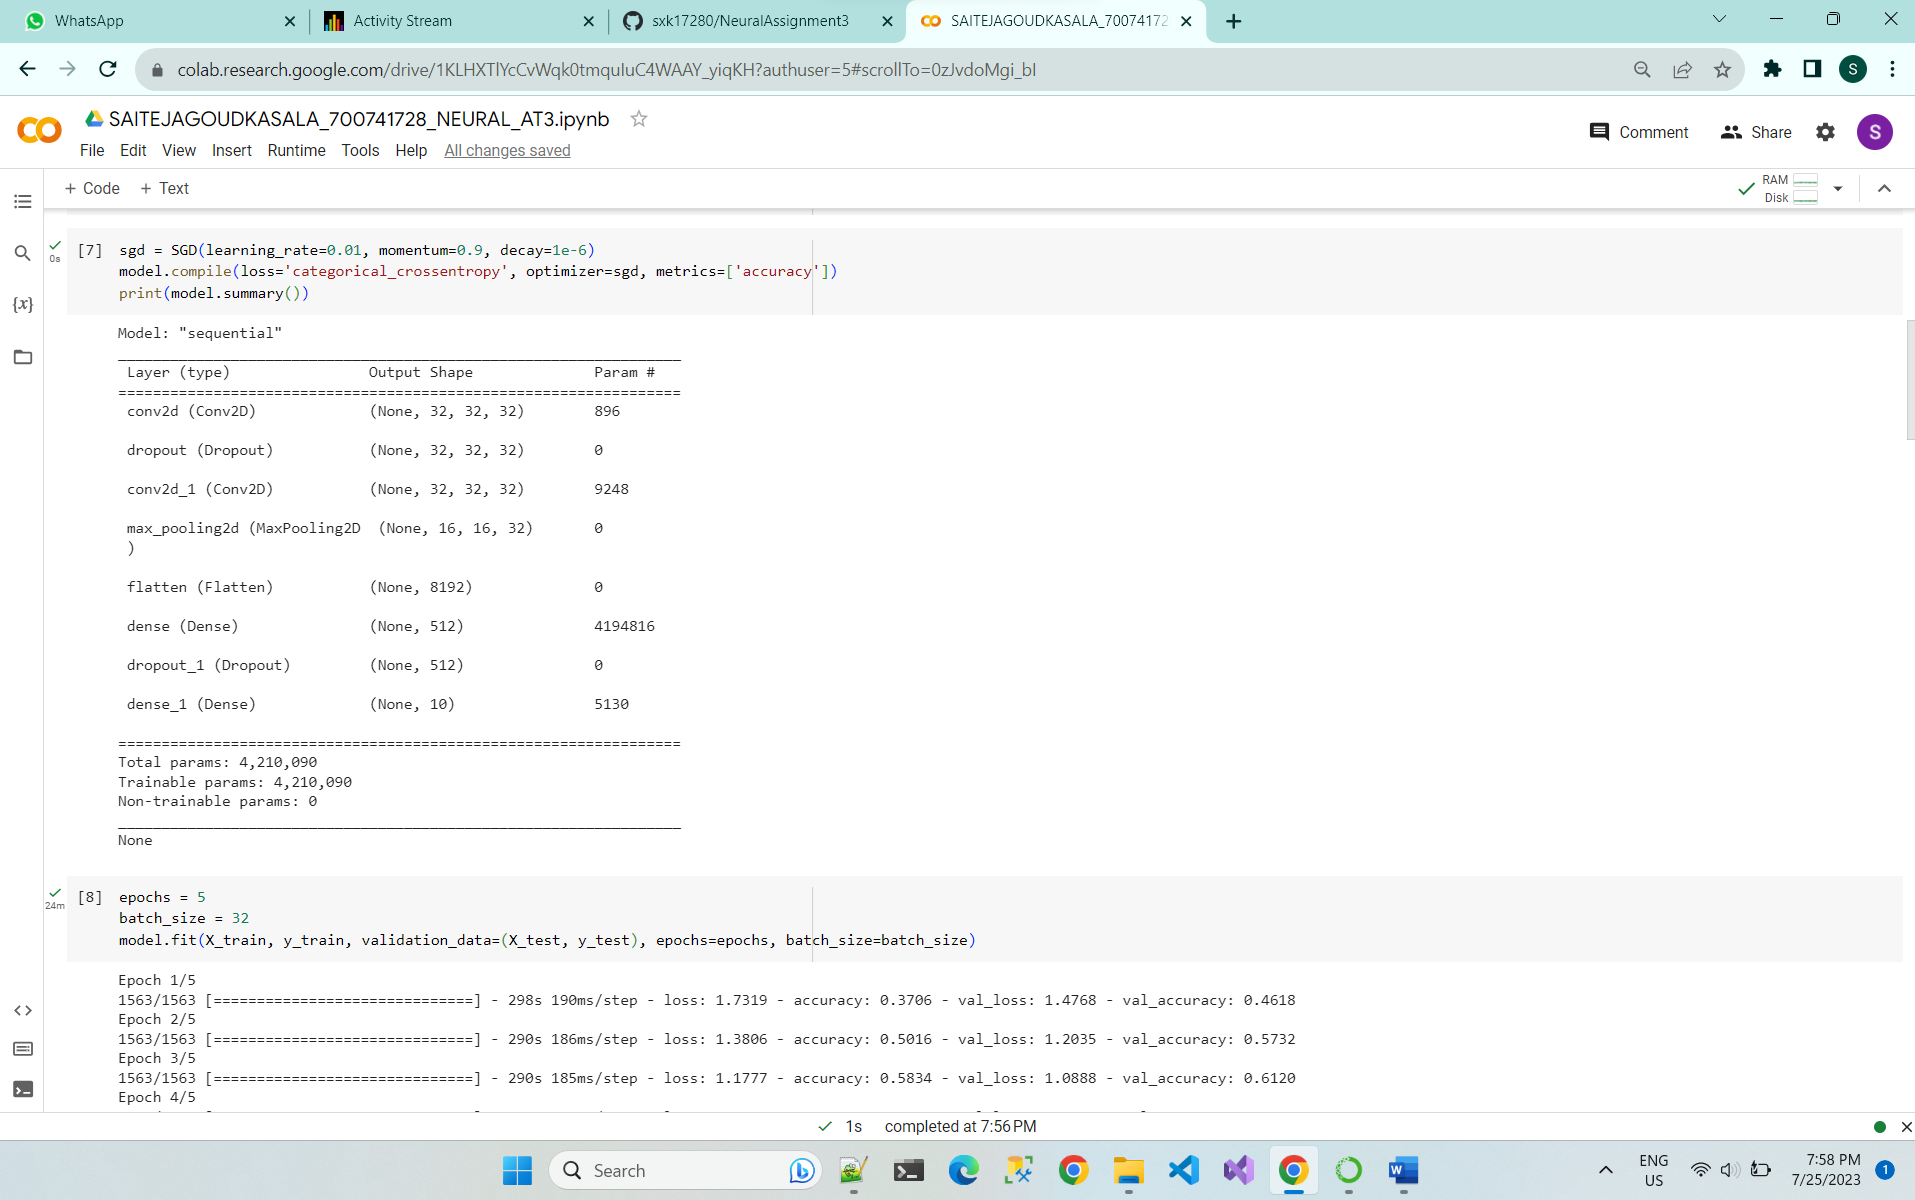 WhatsApp
Activity Stream
sxk17280/NeuralAssignment3
SAITEJAGOUDKASALA_70074172
colab.research.google.com/drive/1KLHXTlYcCvWqk0tmquIuC4WAAY_yiqKH?authuser=5#scrollTo=0zJvdoMgi_bI
S
SAITEJAGOUDKASALA_700741728_NEURAL_AT3.ipynb
Comment
Share
S
File Edit View Insert Runtime Tools Help All changes saved
+ Code + Text
RAM
Disk
[7] sgd = SGD(learning_rate=0.01, momentum=0.9, decay=1e-6)
0s
model.compile(loss='categorical_crossentropy', optimizer=sgd, metrics=['accuracy'])
print(model.summary())
{x}
Model: "sequential"
_________________________________________________________________
Layer (type) Output Shape Param #
=================================================================
conv2d (Conv2D) (None, 32, 32, 32) 896
dropout (Dropout) (None, 32, 32, 32) 0
conv2d_1 (Conv2D) (None, 32, 32, 32) 9248
max_pooling2d (MaxPooling2D (None, 16, 16, 32) 0
)
flatten (Flatten) (None, 8192) 0
dense (Dense) (None, 512) 4194816
dropout_1 (Dropout) (None, 512) 0
dense_1 (Dense) (None, 10) 5130
=================================================================
Total params: 4,210,090
Trainable params: 4,210,090
Non-trainable params: 0
_________________________________________________________________
None
[8] epochs = 5
24m
batch_size = 32
model.fit(X_train, y_train, validation_data=(X_test, y_test), epochs=epochs, batch_size=batch_size)
Epoch 1/5
1563/1563 [==============================] - 298s 190ms/step - loss: 1.7319 - accuracy: 0.3706 - val_loss: 1.4768 - val_accuracy: 0.4618
Epoch 2/5
1563/1563 [==============================] - 290s 186ms/step - loss: 1.3806 - accuracy: 0.5016 - val_loss: 1.2035 - val_accuracy: 0.5732
Epoch 3/5
1563/1563 [==============================] - 290s 185ms/step - loss: 1.1777 - accuracy: 0.5834 - val_loss: 1.0888 - val_accuracy: 0.6120
Epoch 4/5
1s completed at 7:56 PM
Search
ENG
US
7:58 PM
7/25/2023
1